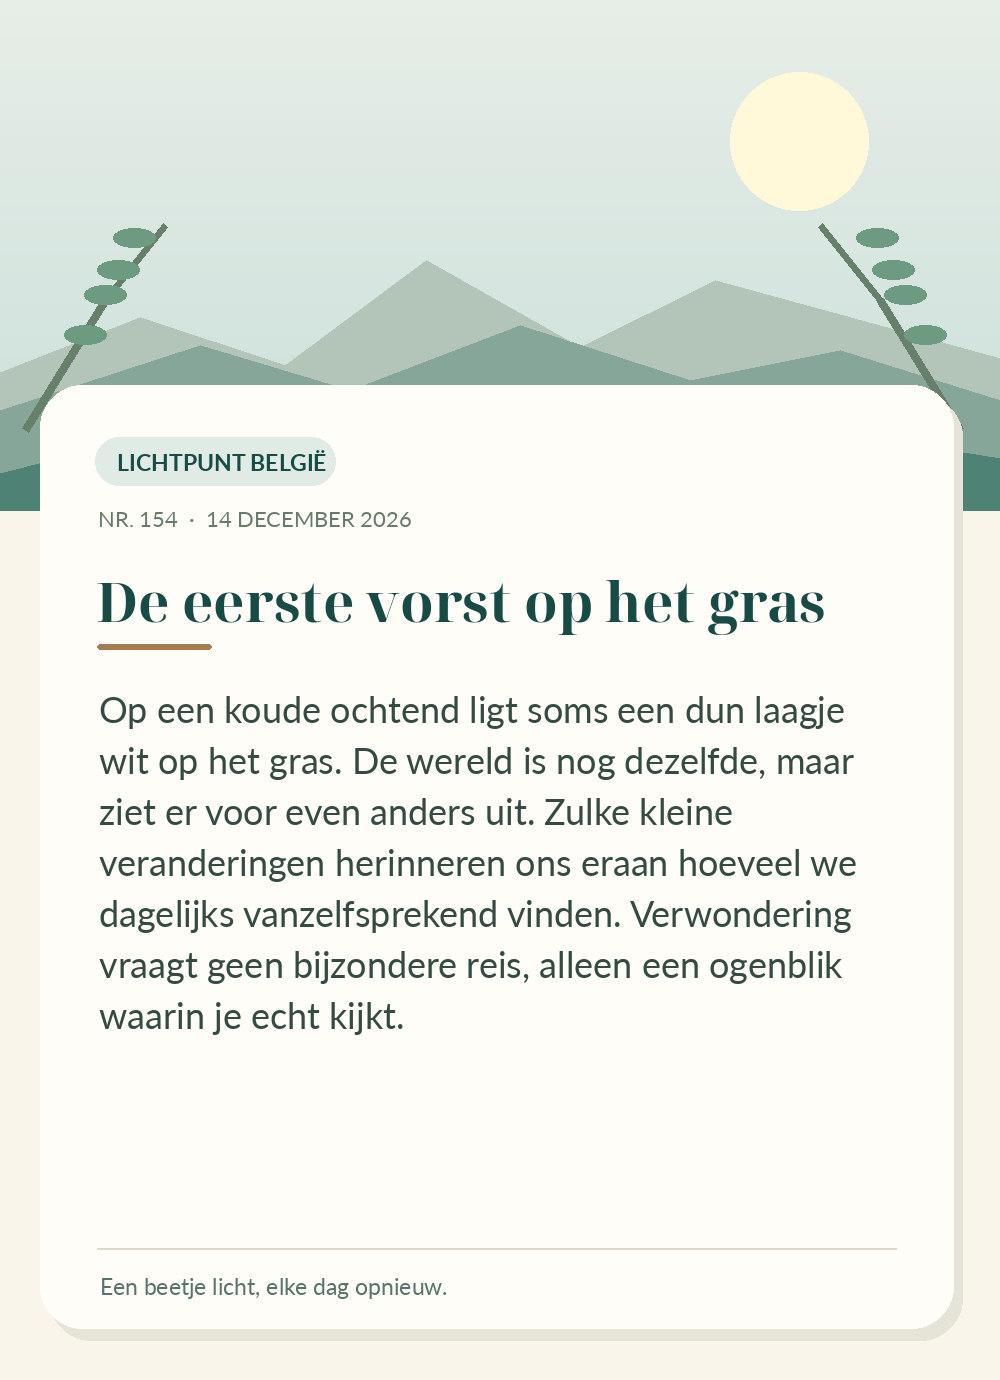 LICHTPUNT BELGIË
NR. 154 · 14 DECEMBER 2026
De eerste vorst op het gras
Op een koude ochtend ligt soms een dun laagje
wit op het gras. De wereld is nog dezelfde, maar
ziet er voor even anders uit. Zulke kleine
veranderingen herinneren ons eraan hoeveel we
dagelijks vanzelfsprekend vinden. Verwondering
vraagt geen bijzondere reis, alleen een ogenblik
waarin je echt kijkt.
Een beetje licht, elke dag opnieuw.